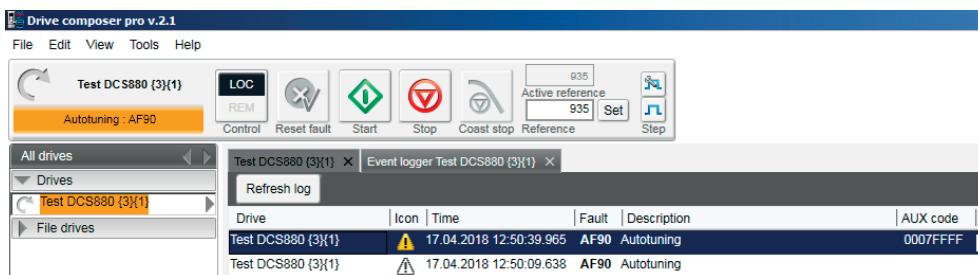 Drive composer pro v.2.1
File Edit View Tools Help
Test DCS880 {3}{1}
Autotuning : AF90
LOC
REM
Control
Reset fault
Start
Stop
Coast stop
935
Active reference
935
Set
Reference
Step
All drives
Drives
Test DCS880 {3}{1}
File drives
Test DCS880 {3}{1} X Event logger Test DCS880 {3}{1} X
Refresh log
Drive Icon Time Fault Description AUX code
Test DCS880 {3}{1} 17.04.2018 12:50:39.965 AF90 Autotuning 0007FFFF
Test DCS880 {3}{1} 17.04.2018 12:50:09.638 AF90 Autotuning